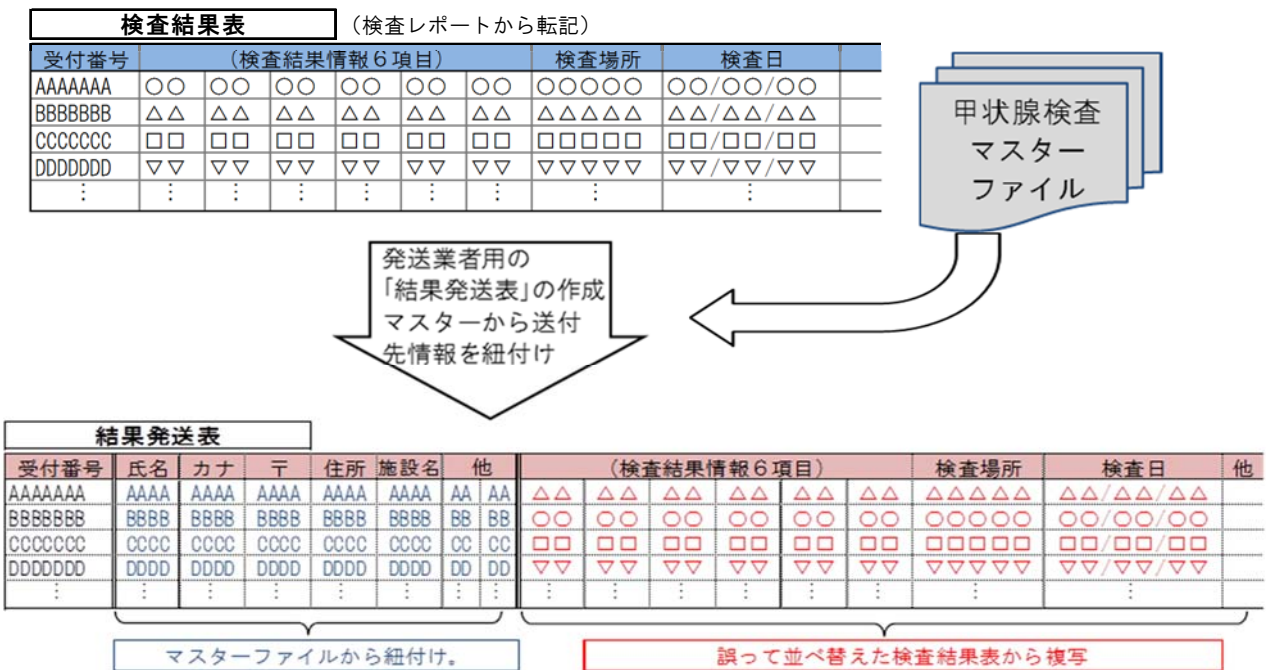 検査結果表 （検査レポートから転記）
受付番号 （検査結果情報６項目） 検査場所 検査日
AAAAAAA ○○ ○○ ○○ ○○ ○○ ○○ ○○○○○ ○○/○○/○○
BBBBBBB △△ △△ △△ △△ △△ △△ △△△△△ △△/△△/△△
CCCCCCC □□ □□ □□ □□ □□ □□ □□□□□ □□/□□/□□
DDDDDDD ▽▽ ▽▽ ▽▽ ▽▽ ▽▽ ▽▽ ▽▽▽▽▽ ▽▽/▽▽/▽▽
⋮ ⋮ ⋮ ⋮ ⋮ ⋮ ⋮ ⋮ ⋮
甲状腺検査
マスター
ファイル
発送業者用の
「結果発送表」の作成
マスターから送付
先情報を紐付け
結果発送表
受付番号 氏名 カナ 〒 住所 施設名 他 （検査結果情報６項目） 検査場所 検査日 他
AAAAAAA AAAA AAAA AAAA AAAA AAAA AA AA △△ △△ △△ △△ △△ △△ △△△△△ △△/△△/△△
BBBBBBB BBBB BBBB BBBB BBBB BBBB BB BB ○○ ○○ ○○ ○○ ○○ ○○ ○○○○○ ○○/○○/○○
CCCCCCC CCCC CCCC CCCC CCCC CCCC CC CC □□ □□ □□ □□ □□ □□ □□□□□ □□/□□/□□
DDDDDDD DDDD DDDD DDDD DDDD DDDD DD DD ▽▽ ▽▽ ▽▽ ▽▽ ▽▽ ▽▽ ▽▽▽▽▽ ▽▽/▽▽/▽▽
⋮ ⋮ ⋮ ⋮ ⋮ ⋮ ⋮ ⋮ ⋮ ⋮ ⋮ ⋮ ⋮ ⋮ ⋮ ⋮
マスターファイルから紐付け。
誤って並べ替えた検査結果表から複写